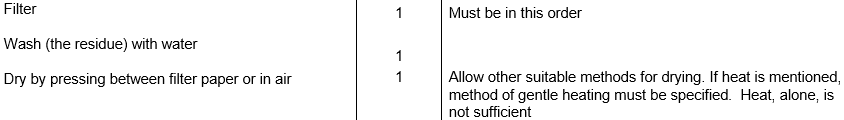 Filter 1 Must be in this order
Wash (the residue) with water
1
Dry by pressing between filter paper or in air 1 Allow other suitable methods for drying. If heat is mentioned,
method of gentle heating must be specified. Heat, alone, is
not sufficient